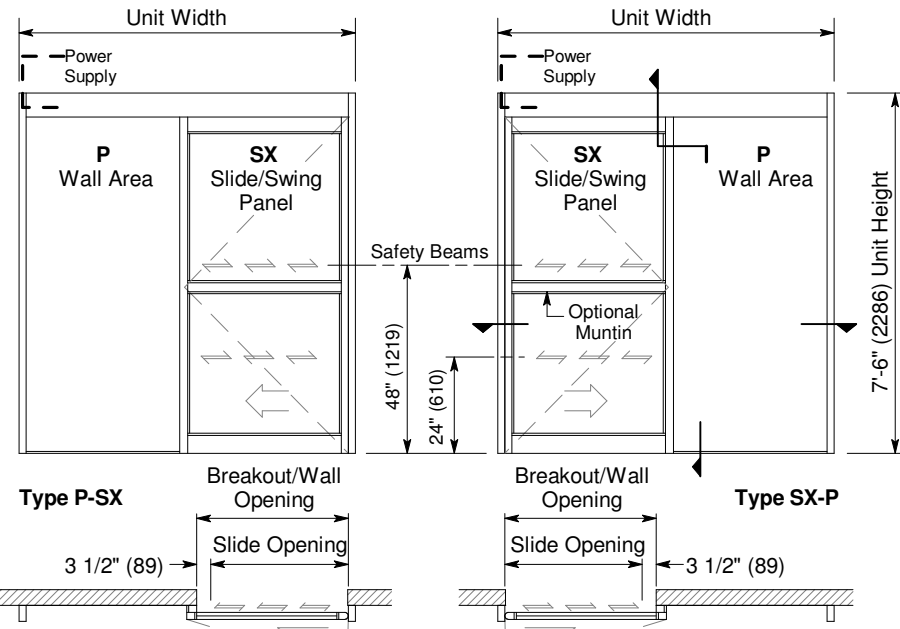 Unit Width
Unit Width
Power
Supply
Power
Supply
P
Wall Area
SX
Slide/Swing
Panel
SX
Slide/Swing
Panel
P
Wall Area
Safety Beams
Optional
Muntin
48" (1219)
24" (610)
7'-6" (2286) Unit Height
Type P-SX
Breakout/Wall
Opening
Breakout/Wall
Opening
Type SX-P
Slide Opening
Slide Opening
3 1/2" (89)
3 1/2" (89)